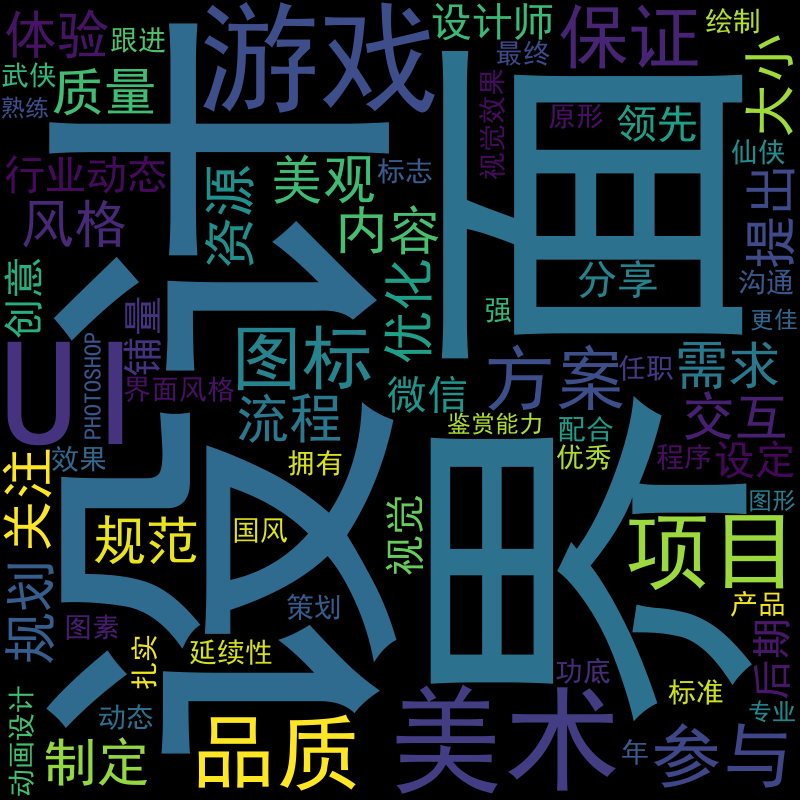 体验
跟进
游戏
设计师
保证
绘制
武侠
质量
最终
大小
熟练
视觉效果
原形
领先
仙侠
行业动态
美观
标志
风格
资源
内容
提出
设计
界面
创意
铺量
优化
分享
沟通
强
更佳
UI
PHOTOSHOP
图标
方案
任职
需求
界面风格
微信
流程
交互
鉴赏能力
配合
效果
拥有
优秀
程序
设定
关注
规范
国风
视觉
项目
图形
规划
图素
策划
产品
扎实
延续性
功底
后期
标准
动画设计
动态
专业
制定
品质
美术
年
参与